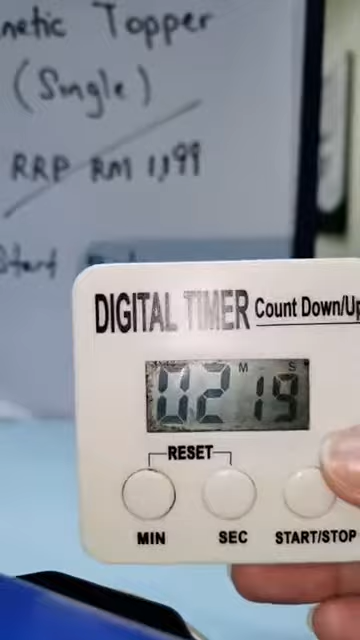 netic Topper
(Single)
RRP RM 1,199
Start
DIGITAL TIMER Count Down/Up
02 M 19 S
RESET
MIN SEC START/STOP